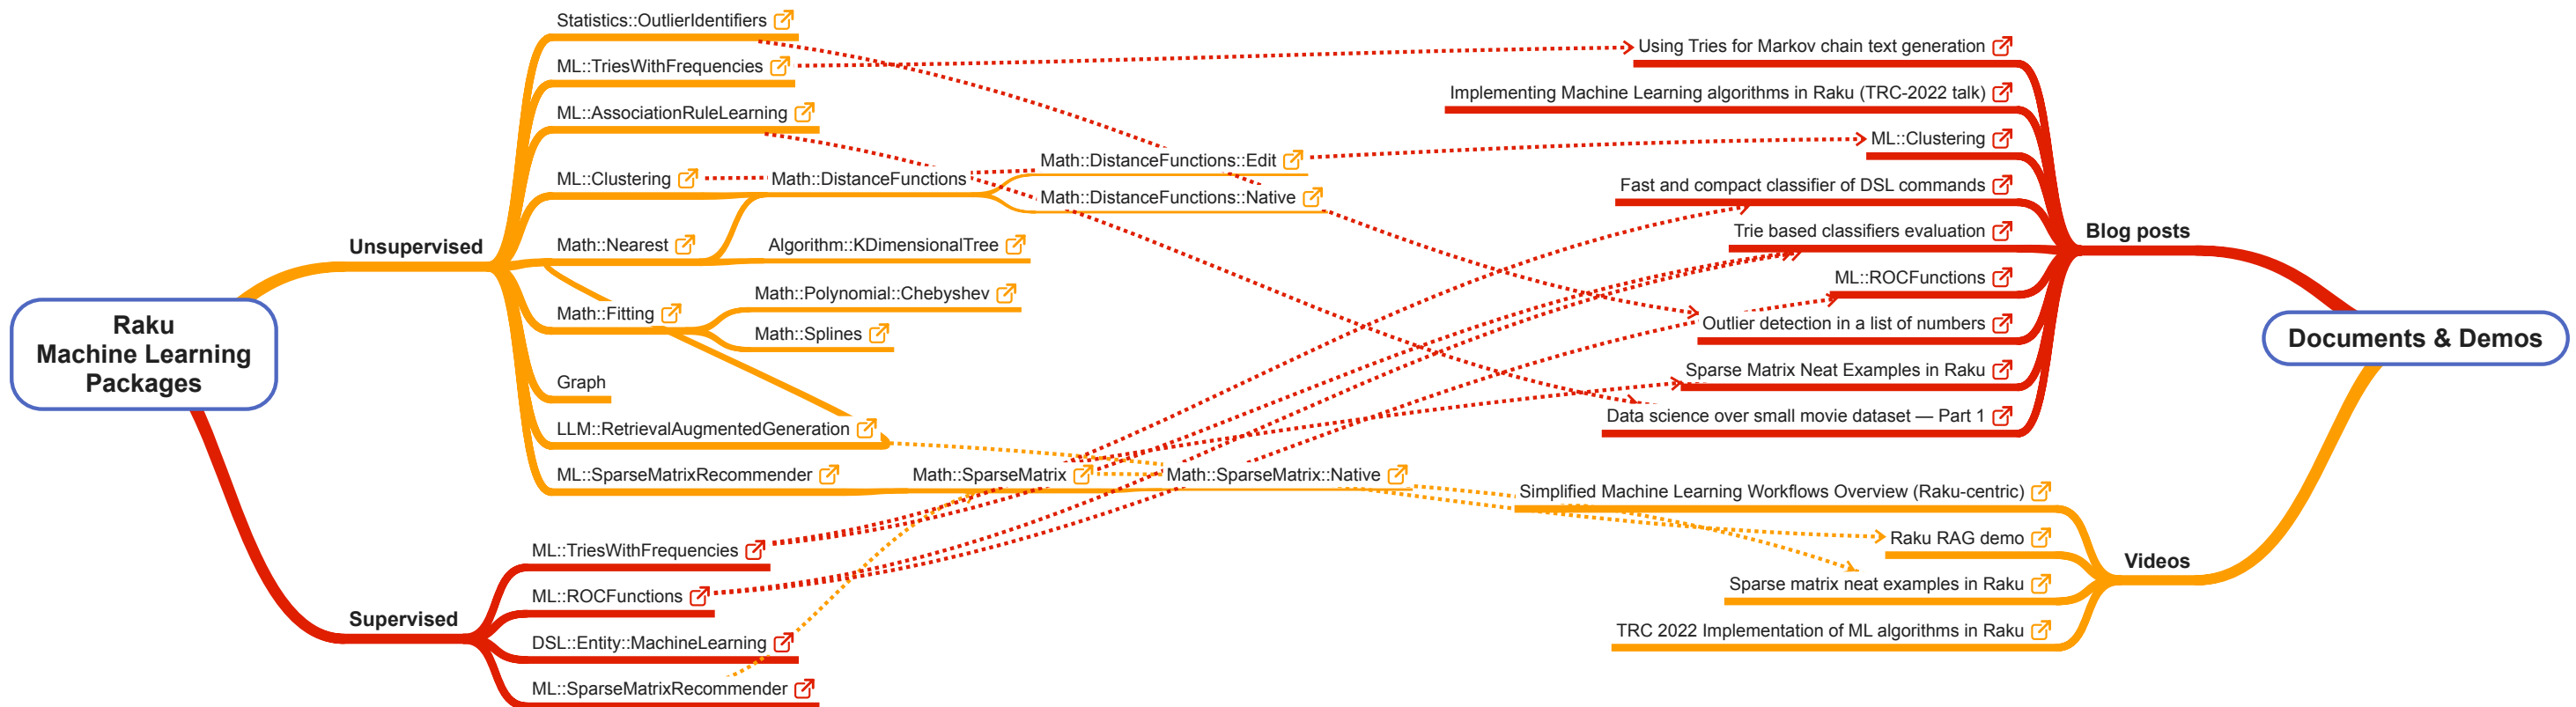 Raku
Machine Learning
Packages
Unsupervised
Statistics::OutlierIdentifiers
ML::TriesWithFrequencies
ML::AssociationRuleLearning
ML::Clustering
Math::DistanceFunctions
Math::DistanceFunctions::Edit
Math::DistanceFunctions::Native
Math::Nearest
Algorithm::KDimensionalTree
Math::Fitting
Math::Polynomial::Chebyshev
Math::Splines
Graph
LLM::RetrievalAugmentedGeneration
ML::SparseMatrixRecommender
Math::SparseMatrix
Math::SparseMatrix::Native
Supervised
ML::TriesWithFrequencies
ML::ROCFunctions
DSL::Entity::MachineLearning
ML::SparseMatrixRecommender
Documents & Demos
Blog posts
Using Tries for Markov chain text generation
Implementing Machine Learning algorithms in Raku (TRC-2022 talk)
ML::Clustering
Fast and compact classifier of DSL commands
Trie based classifiers evaluation
ML::ROCFunctions
Outlier detection in a list of numbers
Sparse Matrix Neat Examples in Raku
Data science over small movie dataset — Part 1
Videos
Simplified Machine Learning Workflows Overview (Raku-centric)
Raku RAG demo
Sparse matrix neat examples in Raku
TRC 2022 Implementation of ML algorithms in Raku